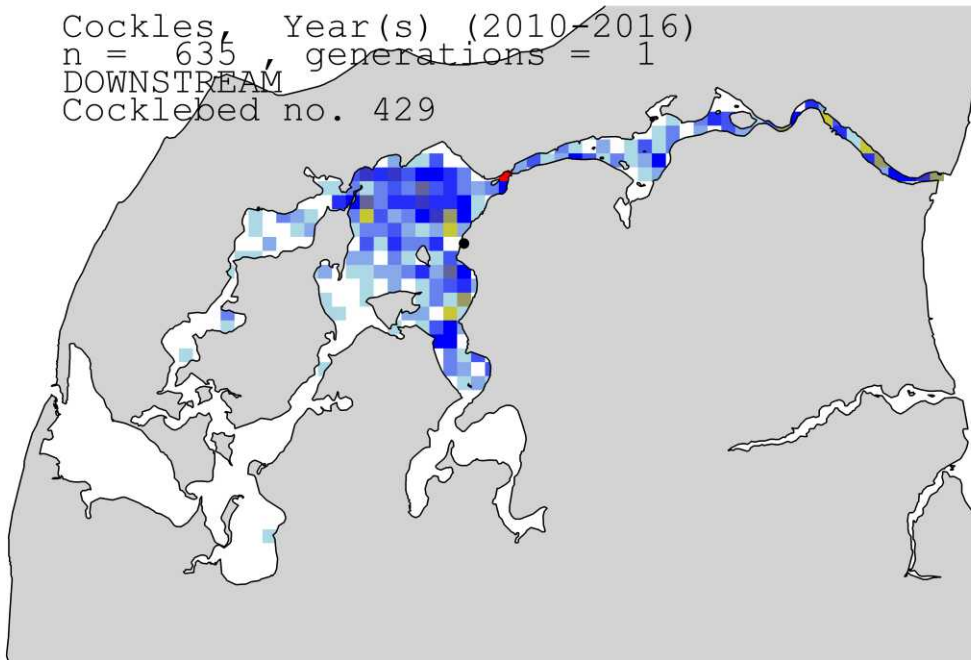 Cockles, Year(s) (2010-2016)
n = 635 , generations = 1
DOWNSTREAM
Cocklebed no. 429